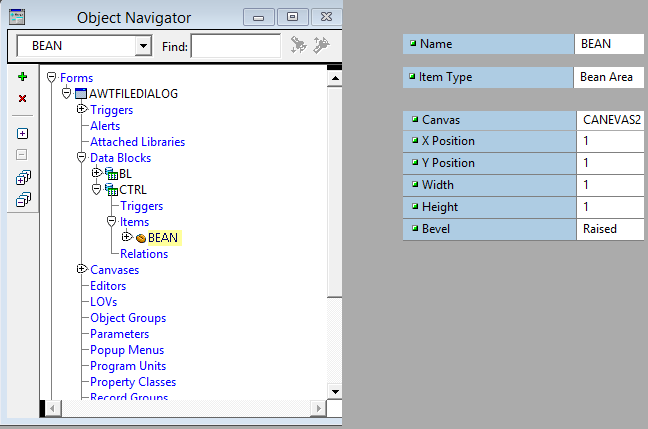 Object Navigator
BEAN
Find:
Forms
AWTFILEDIALOG
Triggers
Alerts
Attached Libraries
Data Blocks
BL
CTRL
Triggers
Items
BEAN
Relations
Canvases
Editors
LOVs
Object Groups
Parameters
Popup Menus
Program Units
Property Classes
Record Groups
Name BEAN
Item Type Bean Area
Canvas CANEVAS2
X Position 1
Y Position 1
Width 1
Height 1
Bevel Raised